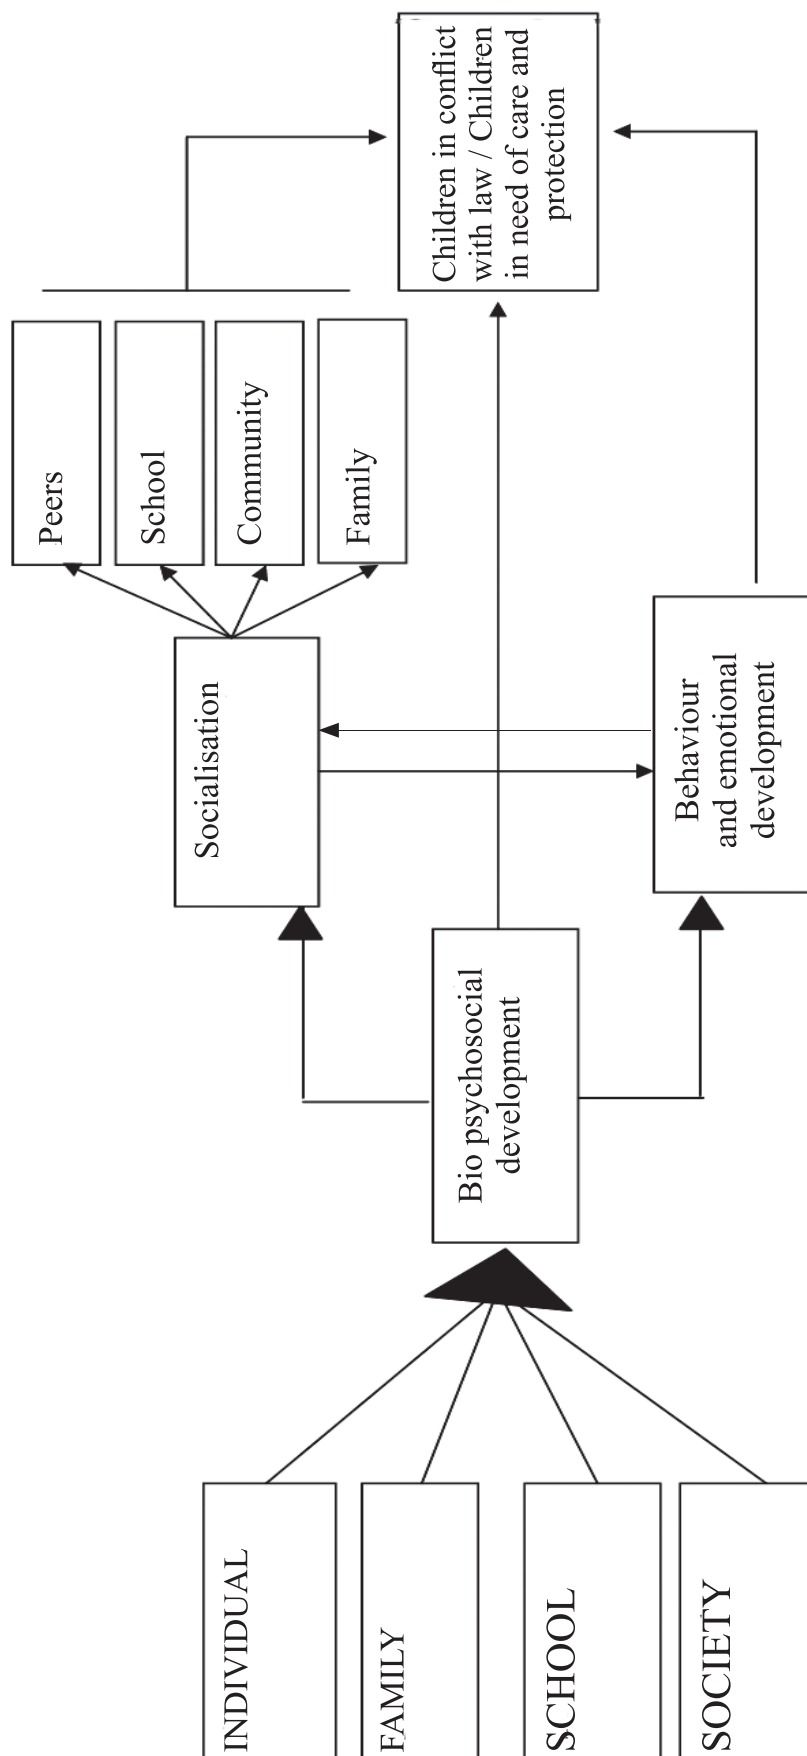 INDIVIDUAL
FAMILY
SCHOOL
SOCIETY
Bio psychosocial
development
Socialisation
Behaviour
and emotional
development
Peers
School
Community
Family
Children in conflict
with law / Children
in need of care and
protection